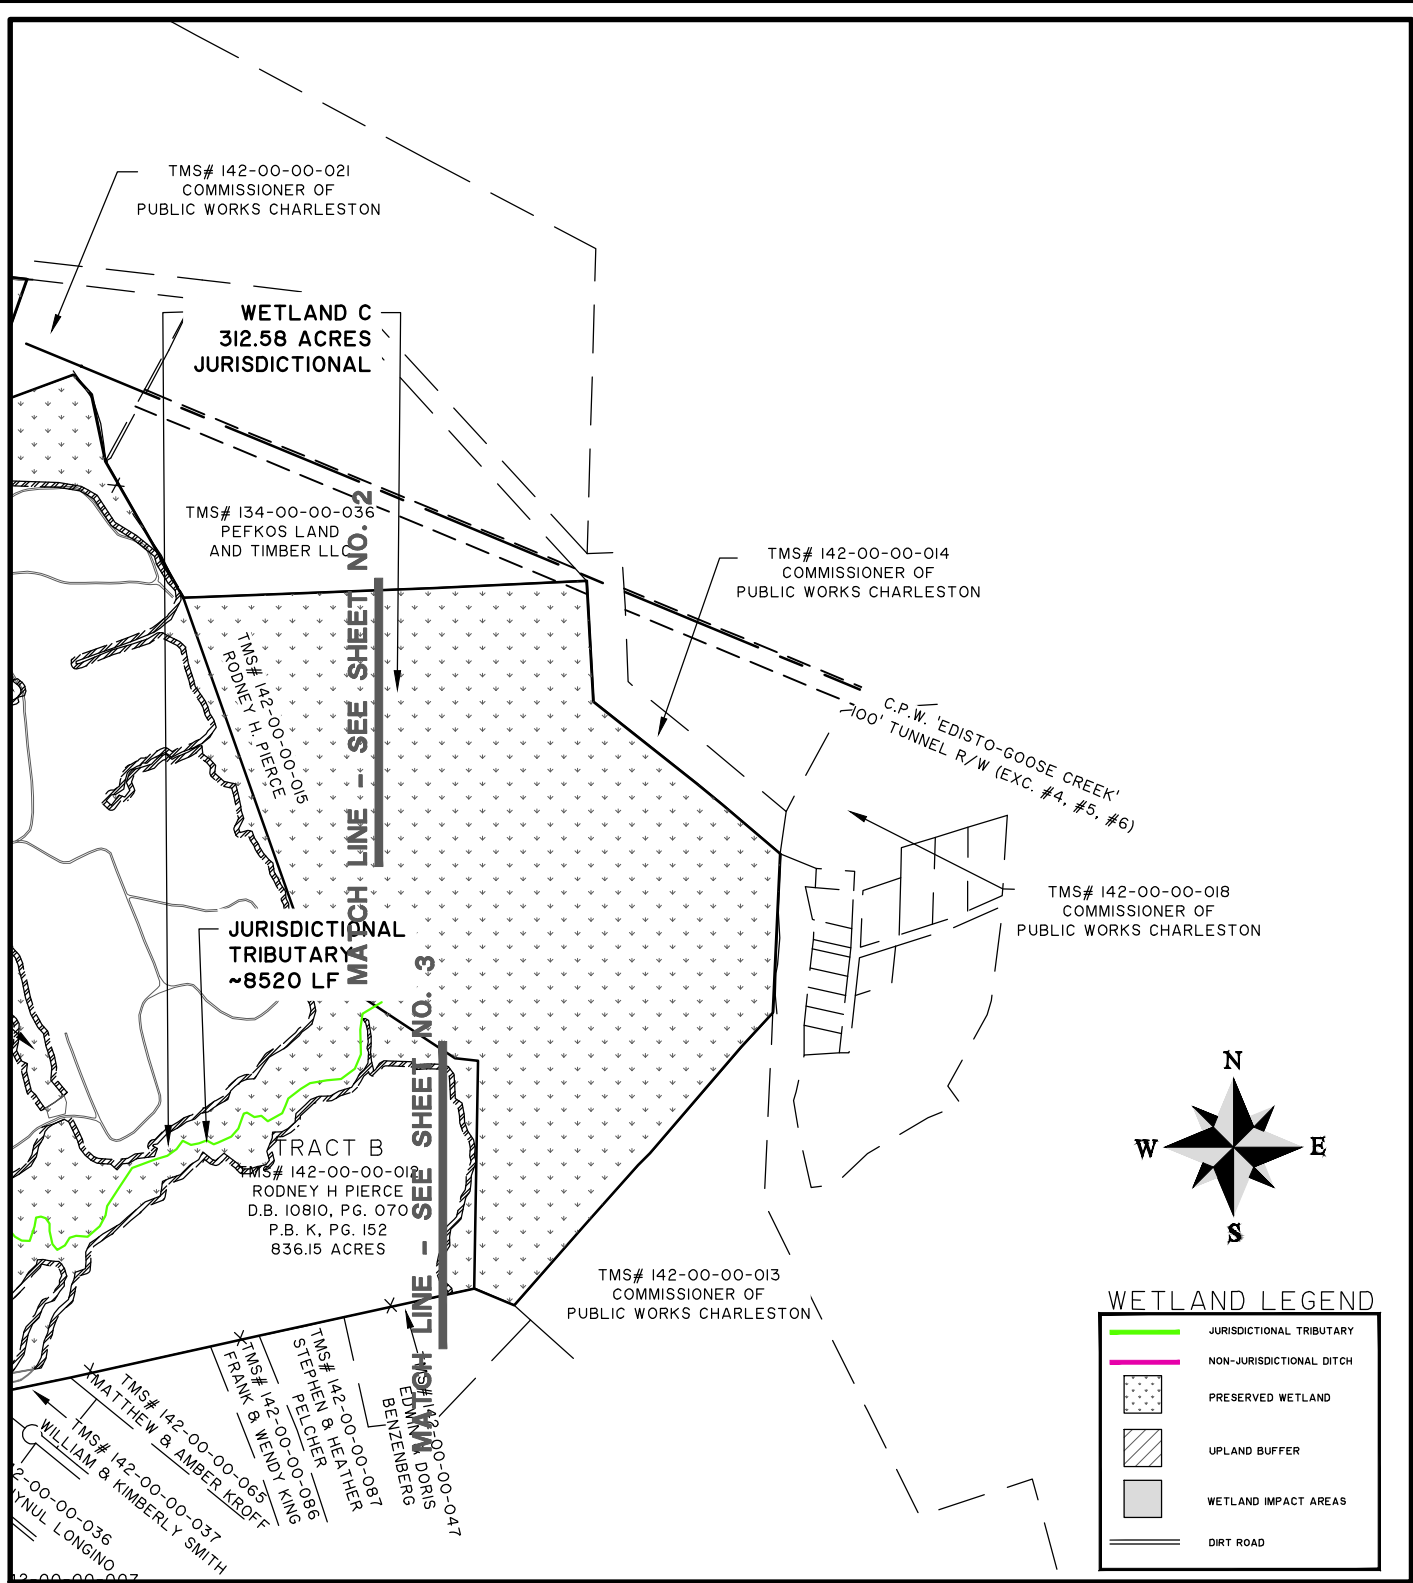 TMS# 142-00-00-021
COMMISSIONER OF
PUBLIC WORKS CHARLESTON
WETLAND C
312.58 ACRES
JURISDICTIONAL
TMS# 134-00-00-036
PEFKOS LAND
AND TIMBER LLC
MATCH LINE - SEE SHEET NO. 2
TMS# 142-00-00-014
COMMISSIONER OF
PUBLIC WORKS CHARLESTON
TMS# 142-00-00-015
RODNEY H. PIERCE
C.P.W. 'EDISTO-GOOSE CREEK'
100' TUNNEL R/W (EXC. #4, #5, #6)
TMS# 142-00-00-018
COMMISSIONER OF
PUBLIC WORKS CHARLESTON
JURISDICTIONAL
TRIBUTARY
~8520 LF
MATCH LINE - SEE SHEET NO. 3
TRACT B
TMS# 142-00-00-012
RODNEY H PIERCE
D.B. 10810, PG. 070
P.B. K, PG. 152
836.15 ACRES
TMS# 142-00-00-013
COMMISSIONER OF
PUBLIC WORKS CHARLESTON
N
W
E
S
WETLAND LEGEND
JURISDICTIONAL TRIBUTARY
NON-JURISDICTIONAL DITCH
PRESERVED WETLAND
UPLAND BUFFER
WETLAND IMPACT AREAS
DIRT ROAD
TMS# 142-00-00-047
EDWIN & DORIS
BENZENBERG
TMS# 142-00-00-087
STEPHEN & HEATHER
PELCHER
TMS# 142-00-00-086
FRANK & WENDY KING
TMS# 142-00-00-065
MATTHEW & AMBER KROFF
TMS# 142-00-00-037
WILLIAM & KIMBERLY SMITH
2-00-00-036
YNUL LONGINO